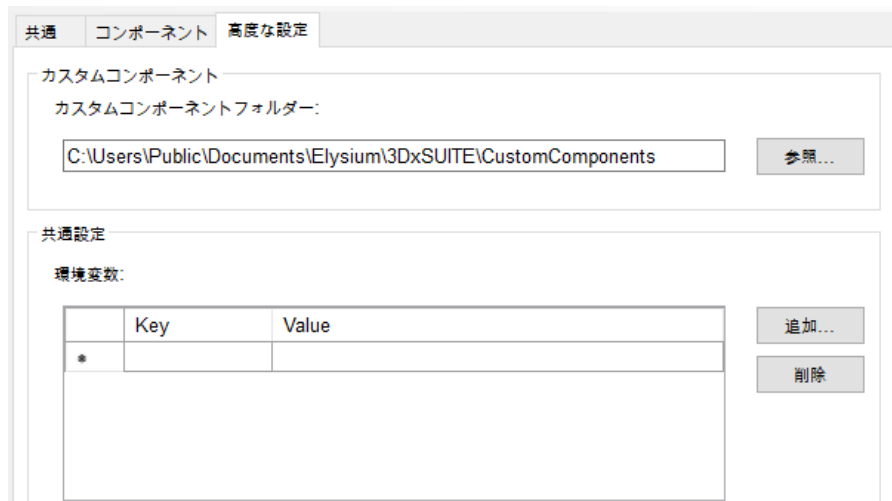 共通 コンポーネント 高度な設定
カスタムコンポーネント
カスタムコンポーネントフォルダー:
C:\Users\Public\Documents\Elysium\3DxSUITE\CustomComponents 参照...
共通設定
環境変数:
Key Value 追加...
* 
削除